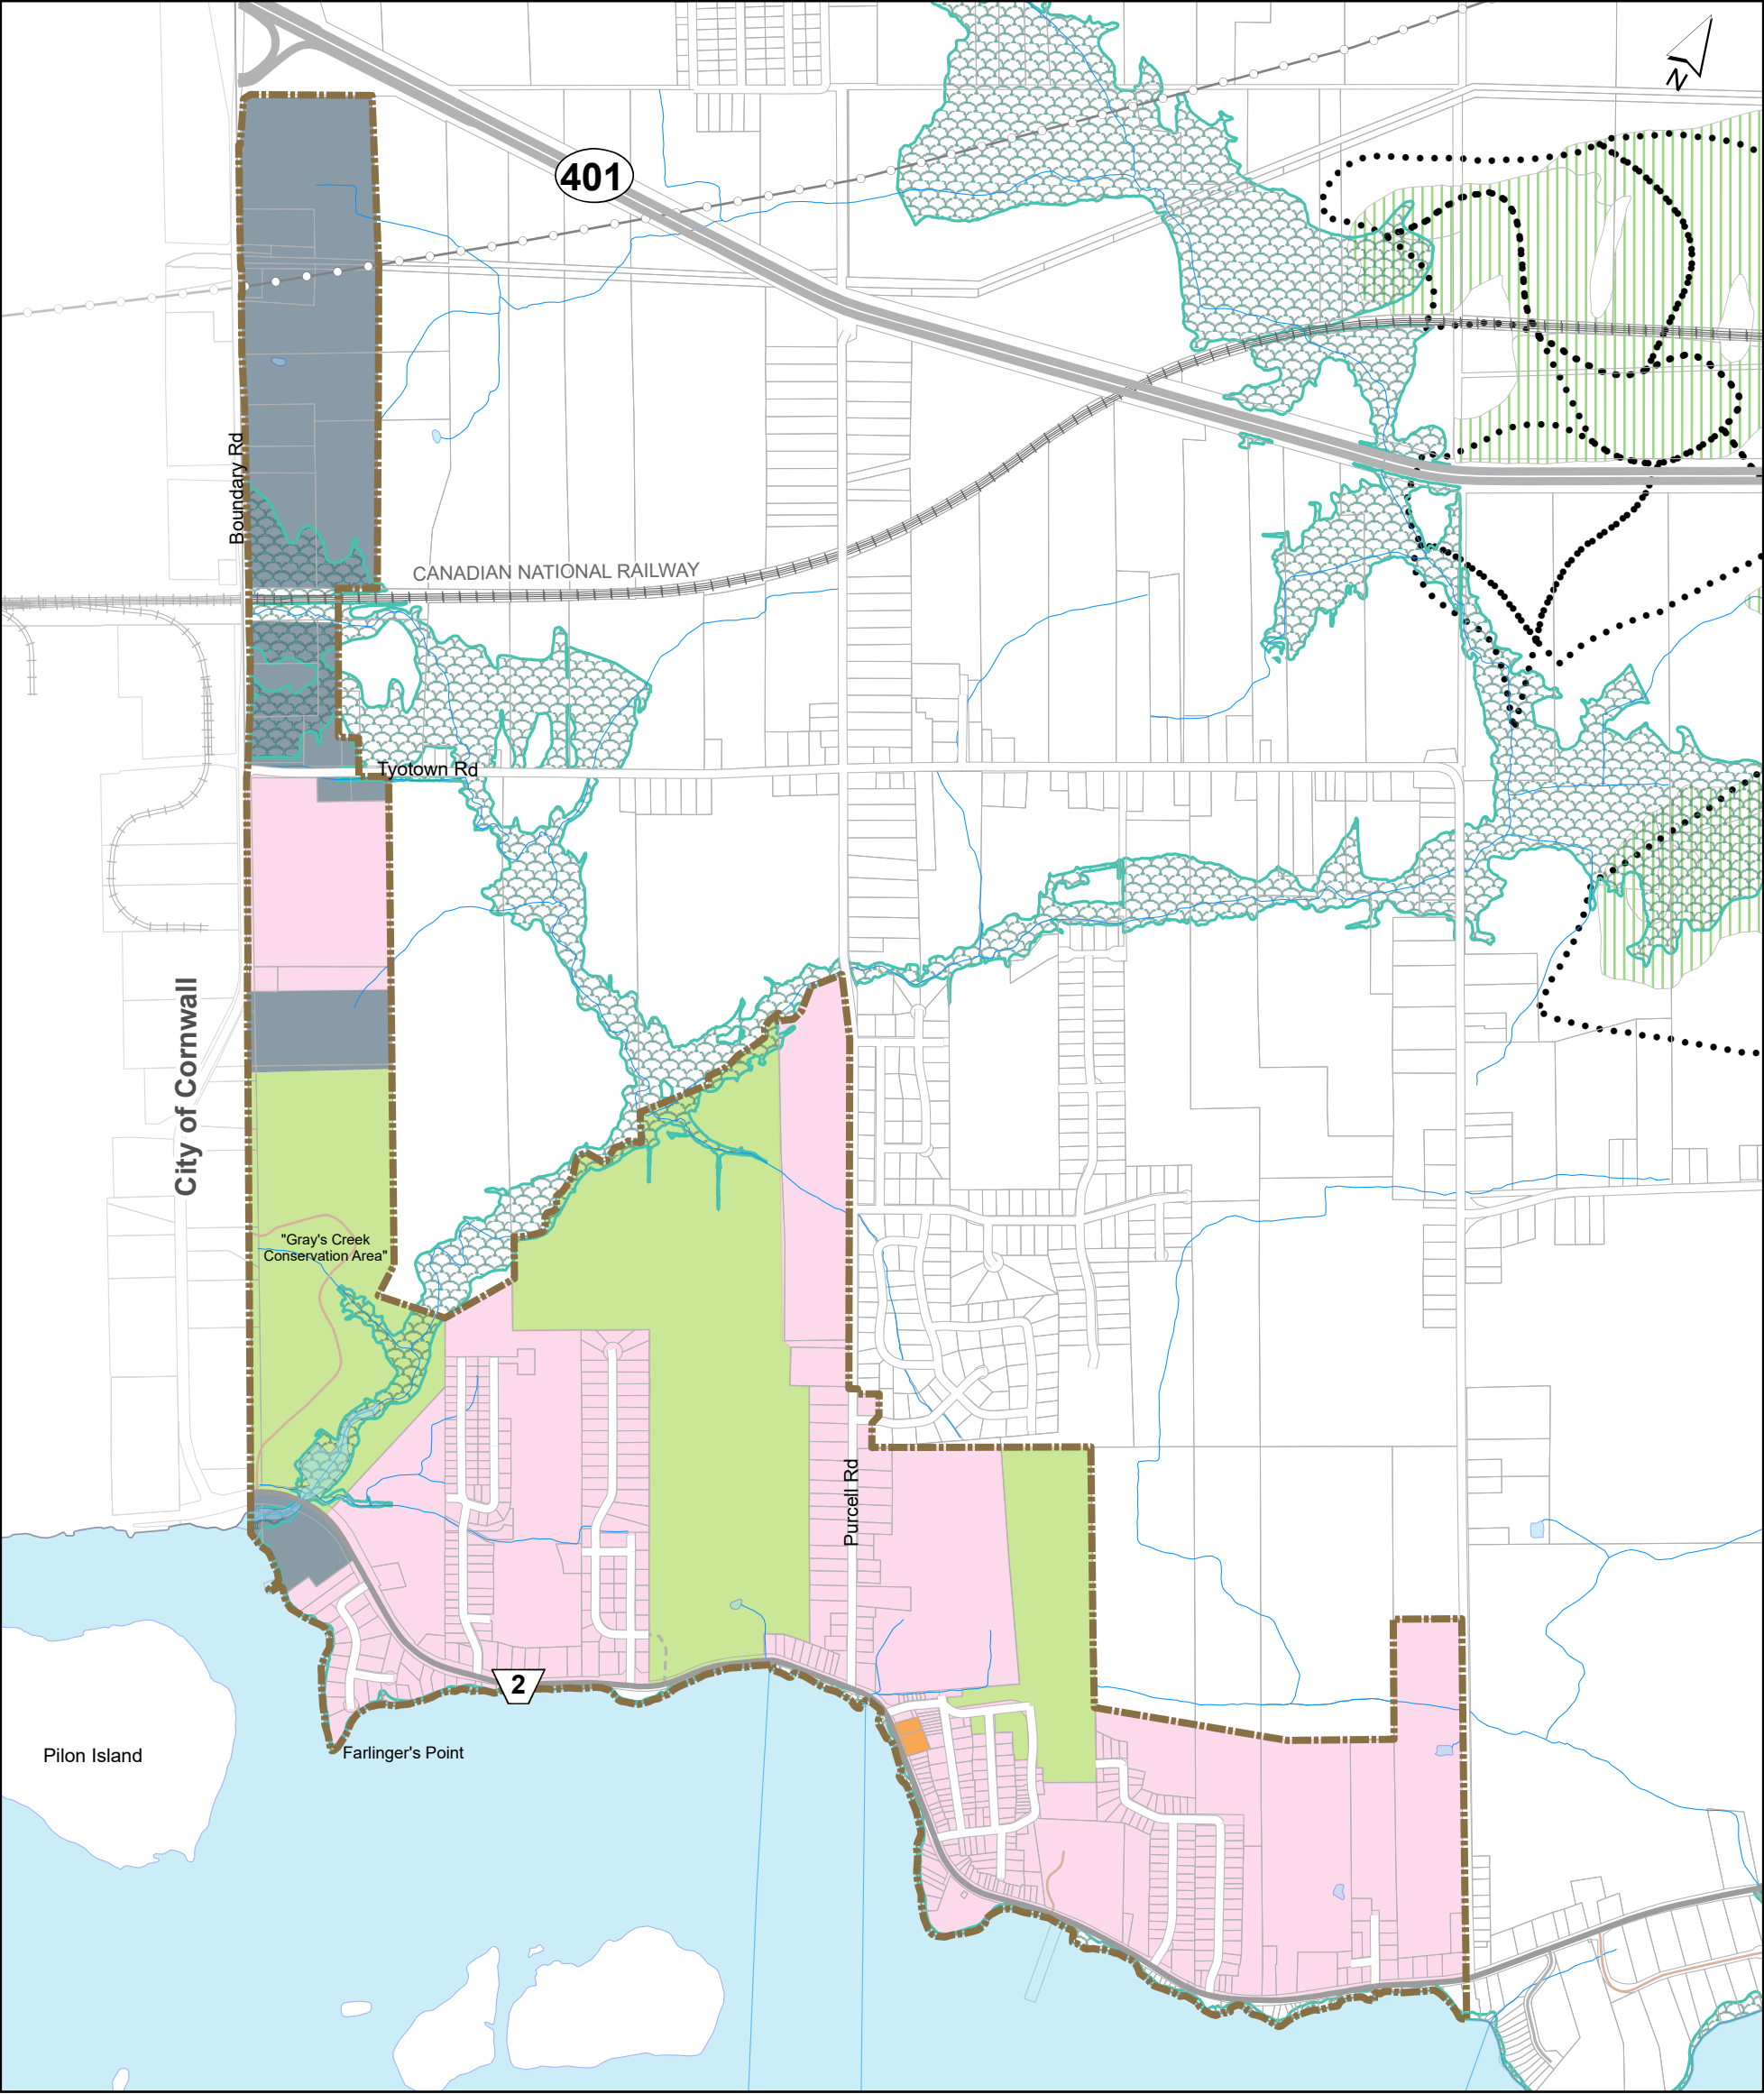 N
401
Boundary Rd
CANADIAN NATIONAL RAILWAY
Tyotown Rd
City of Cornwall
"Gray's Creek
Conservation Area"
Purcell Rd
2
Pilon Island
Farlinger's Point